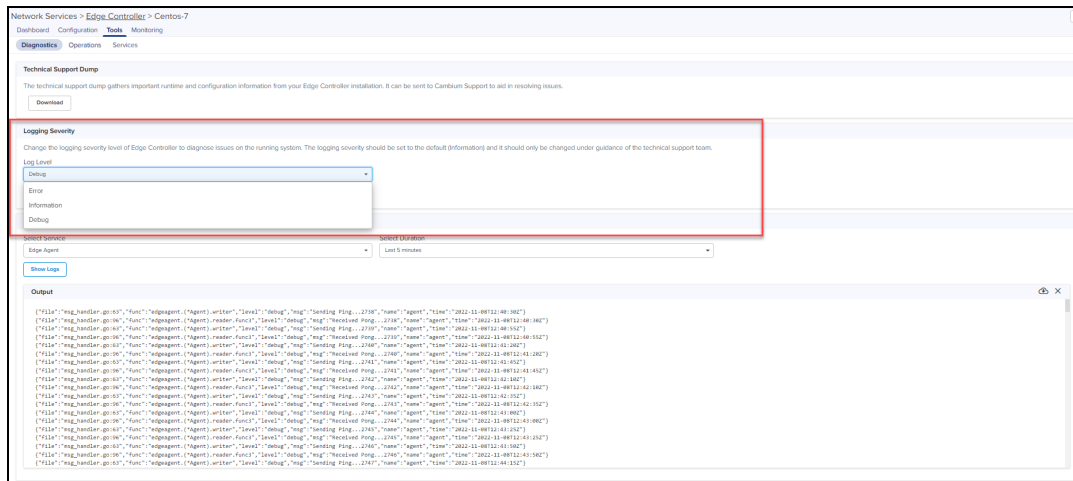 Network Services > Edge Controller > Centos-7
Dashboard Configuration Tools Monitoring
Diagnostics Operations Services
Technical Support Dump
The technical support dump gathers important runtime and configuration information from your Edge Controller installation. It can be sent to Cambium Support to aid in resolving issues.
Download
Logging Severity
Change the logging severity level of Edge Controller to diagnose issues on the running system. The logging severity should be set to the default (Information) and it should only be changed under guidance of the technical support team.
Log Level
Debug
Error
Information
Debug
Select Service Select Duration
Edge Agent Last 5 minutes
Show Logs
Output
{"file":"msg_handler.go:63","func":"edgeagent.(*Agent).writer","level":"debug","msg":"Sending Ping...2738","name":"agent","time":"2022-11-08T12:40:30Z"}
{"file":"msg_handler.go:96","func":"edgeagent.(*Agent).reader.func3","level":"debug","msg":"Received Pong...2738","name":"agent","time":"2022-11-08T12:40:30Z"}
{"file":"msg_handler.go:63","func":"edgeagent.(*Agent).writer","level":"debug","msg":"Sending Ping...2739","name":"agent","time":"2022-11-08T12:40:55Z"}
{"file":"msg_handler.go:96","func":"edgeagent.(*Agent).reader.func3","level":"debug","msg":"Received Pong...2739","name":"agent","time":"2022-11-08T12:40:55Z"}
{"file":"msg_handler.go:63","func":"edgeagent.(*Agent).writer","level":"debug","msg":"Sending Ping...2740","name":"agent","time":"2022-11-08T12:41:20Z"}
{"file":"msg_handler.go:96","func":"edgeagent.(*Agent).reader.func3","level":"debug","msg":"Received Pong...2740","name":"agent","time":"2022-11-08T12:41:20Z"}
{"file":"msg_handler.go:63","func":"edgeagent.(*Agent).writer","level":"debug","msg":"Sending Ping...2741","name":"agent","time":"2022-11-08T12:41:45Z"}
{"file":"msg_handler.go:96","func":"edgeagent.(*Agent).reader.func3","level":"debug","msg":"Received Pong...2741","name":"agent","time":"2022-11-08T12:41:45Z"}
{"file":"msg_handler.go:63","func":"edgeagent.(*Agent).writer","level":"debug","msg":"Sending Ping...2742","name":"agent","time":"2022-11-08T12:42:10Z"}
{"file":"msg_handler.go:96","func":"edgeagent.(*Agent).reader.func3","level":"debug","msg":"Received Pong...2742","name":"agent","time":"2022-11-08T12:42:10Z"}
{"file":"msg_handler.go:63","func":"edgeagent.(*Agent).writer","level":"debug","msg":"Sending Ping...2743","name":"agent","time":"2022-11-08T12:42:35Z"}
{"file":"msg_handler.go:96","func":"edgeagent.(*Agent).reader.func3","level":"debug","msg":"Received Pong...2743","name":"agent","time":"2022-11-08T12:42:35Z"}
{"file":"msg_handler.go:63","func":"edgeagent.(*Agent).writer","level":"debug","msg":"Sending Ping...2744","name":"agent","time":"2022-11-08T12:43:00Z"}
{"file":"msg_handler.go:96","func":"edgeagent.(*Agent).reader.func3","level":"debug","msg":"Received Pong...2744","name":"agent","time":"2022-11-08T12:43:00Z"}
{"file":"msg_handler.go:63","func":"edgeagent.(*Agent).writer","level":"debug","msg":"Sending Ping...2745","name":"agent","time":"2022-11-08T12:43:25Z"}
{"file":"msg_handler.go:96","func":"edgeagent.(*Agent).reader.func3","level":"debug","msg":"Received Pong...2745","name":"agent","time":"2022-11-08T12:43:25Z"}
{"file":"msg_handler.go:63","func":"edgeagent.(*Agent).writer","level":"debug","msg":"Sending Ping...2746","name":"agent","time":"2022-11-08T12:43:50Z"}
{"file":"msg_handler.go:96","func":"edgeagent.(*Agent).reader.func3","level":"debug","msg":"Received Pong...2746","name":"agent","time":"2022-11-08T12:43:50Z"}
{"file":"msg_handler.go:63","func":"edgeagent.(*Agent).writer","level":"debug","msg":"Sending Ping...2747","name":"agent","time":"2022-11-08T12:44:15Z"}